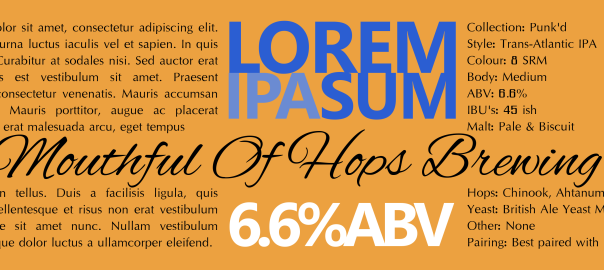 olor sit amet, consectetur adipiscing elit.
urna luctus iaculis vel et sapien. In quis
Curabitur at sodales nisi. Sed auctor erat
s est vestibulum sit amet. Praesent
consectetur venenatis. Mauris accumsan
Mauris porttitor, augue ac placerat
erat malesuada arcu, eget tempus
LOREM
IPASUM
Collection: Punk'd
Style: Trans-Atlantic IPA
Colour: 8 SRM
Body: Medium
ABV: 6.6%
IBU's: 45 ish
Malt: Pale & Biscuit
Mouthful Of Hops Brewing
n tellus. Duis a facilisis ligula, quis
ellentesque et risus non erat vestibulum
e sit amet nunc. Nullam vestibulum
que dolor luctus a ullamcorper eleifend.
6.6%ABV
Hops: Chinook, Ahtanum
Yeast: British Ale Yeast M
Other: None
Pairing: Best paired with